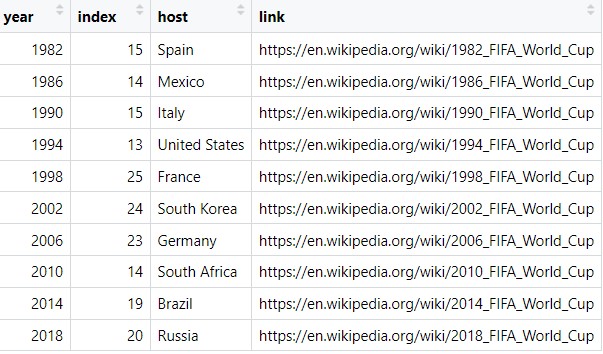 year index host link
1982 15 Spain https://en.wikipedia.org/wiki/1982_FIFA_World_Cup
1986 14 Mexico https://en.wikipedia.org/wiki/1986_FIFA_World_Cup
1990 15 Italy https://en.wikipedia.org/wiki/1990_FIFA_World_Cup
1994 13 United States https://en.wikipedia.org/wiki/1994_FIFA_World_Cup
1998 25 France https://en.wikipedia.org/wiki/1998_FIFA_World_Cup
2002 24 South Korea https://en.wikipedia.org/wiki/2002_FIFA_World_Cup
2006 23 Germany https://en.wikipedia.org/wiki/2006_FIFA_World_Cup
2010 14 South Africa https://en.wikipedia.org/wiki/2010_FIFA_World_Cup
2014 19 Brazil https://en.wikipedia.org/wiki/2014_FIFA_World_Cup
2018 20 Russia https://en.wikipedia.org/wiki/2018_FIFA_World_Cup